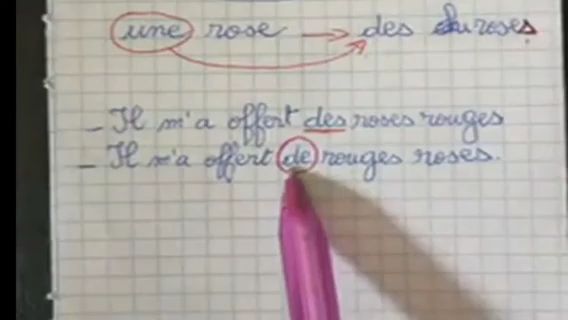 une rose → des roses
- Il m'a offert des roses rouges
- Il m'a offert de rouges roses.